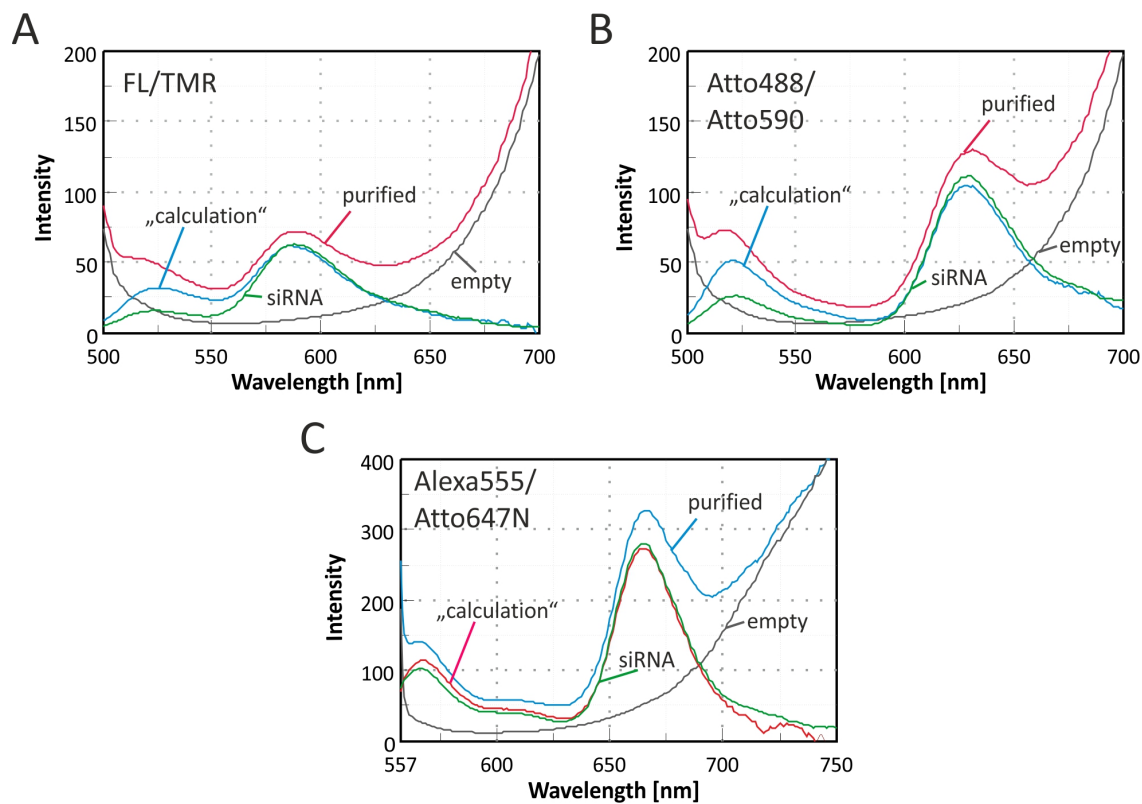 A
FL/TMR
200
150
100
50
0
500
550
600
650
700
Intensity
Wavelength [nm]
„calculation“
purified
siRNA
empty
B
Atto488/
Atto590
200
150
100
50
0
500
550
600
650
700
Intensity
Wavelength [nm]
„calculation“
purified
siRNA
empty
C
Alexa555/
Atto647N
400
300
200
100
0
557
600
650
700
750
Intensity
Wavelength [nm]
„calculation“
purified
siRNA
empty